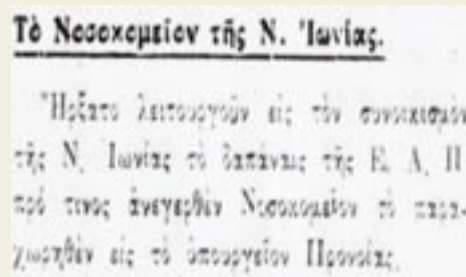 Τὸ Νοσοκομεῖον τῆς Ν. Ἰωνίας.
Ἤρξατο λειτουργοῦν εἰς τὸν συνοικισμὸν
τῆς Ν. Ἰωνίας τὸ δαπάναις τῆς Ε. Α. Π
πρό τινος ἀνεγερθὲν Νοσοκομεῖον τὸ παρα-
χωρηθὲν εἰς τὸ ὑπουργεῖον Προνοίας.